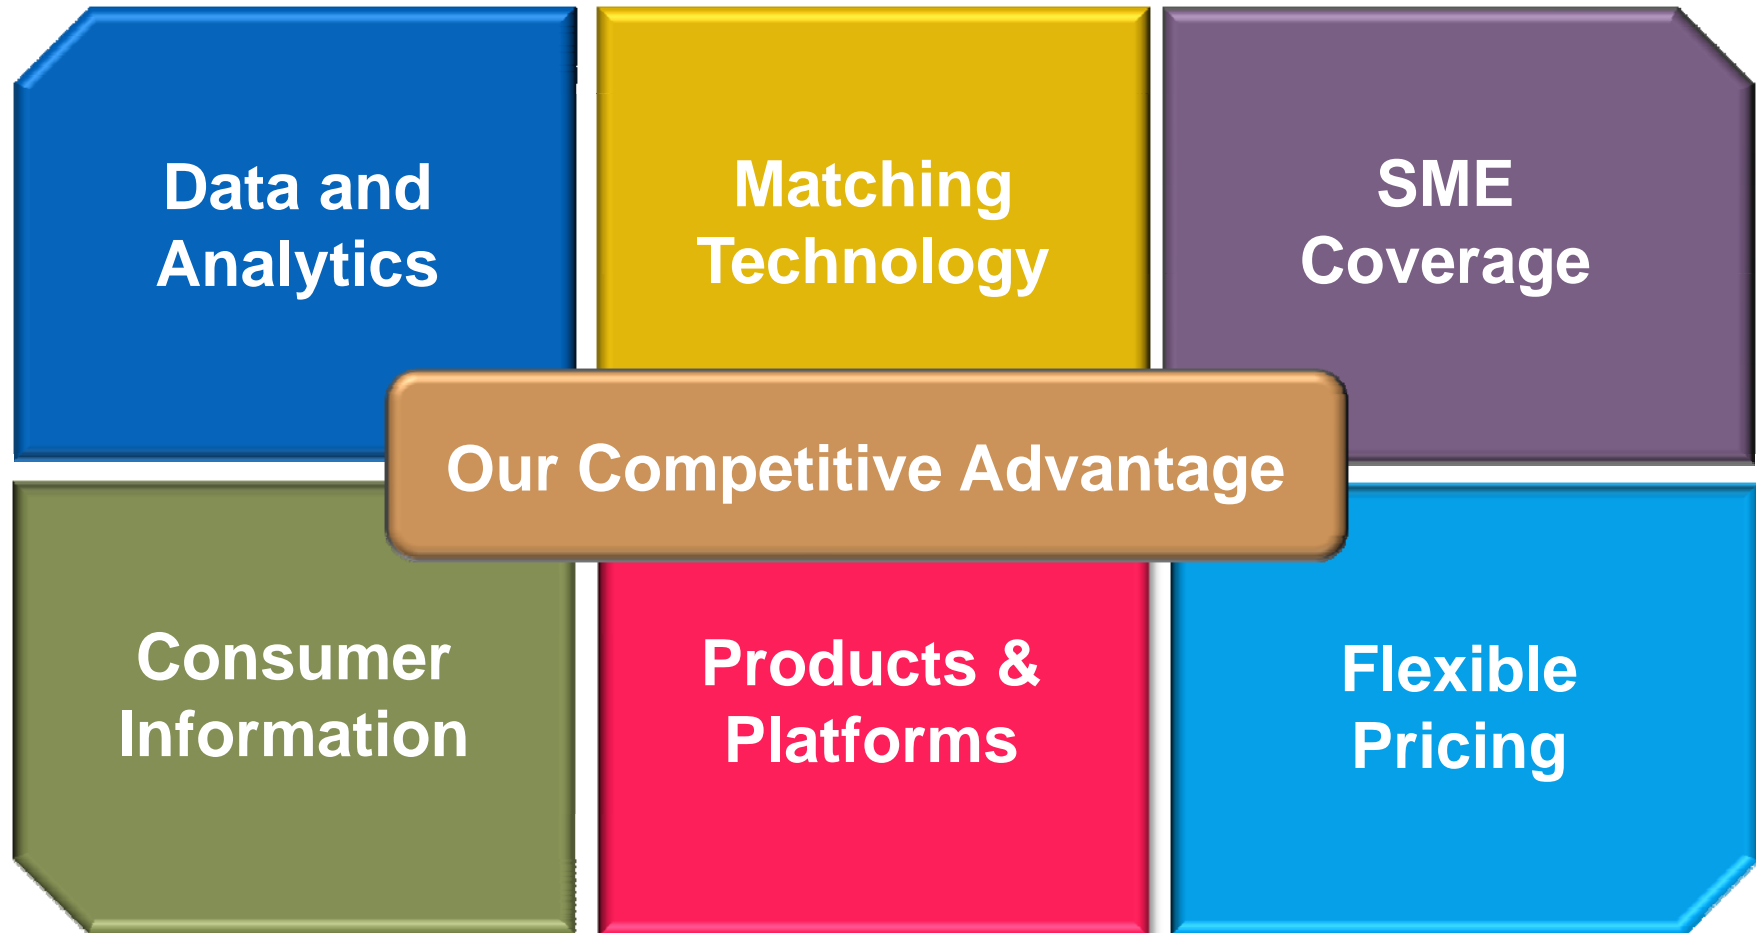 Data and
Analytics
Matching
Technology
SME
Coverage
Our Competitive Advantage
Consumer
Information
Products &
Platforms
Flexible
Pricing